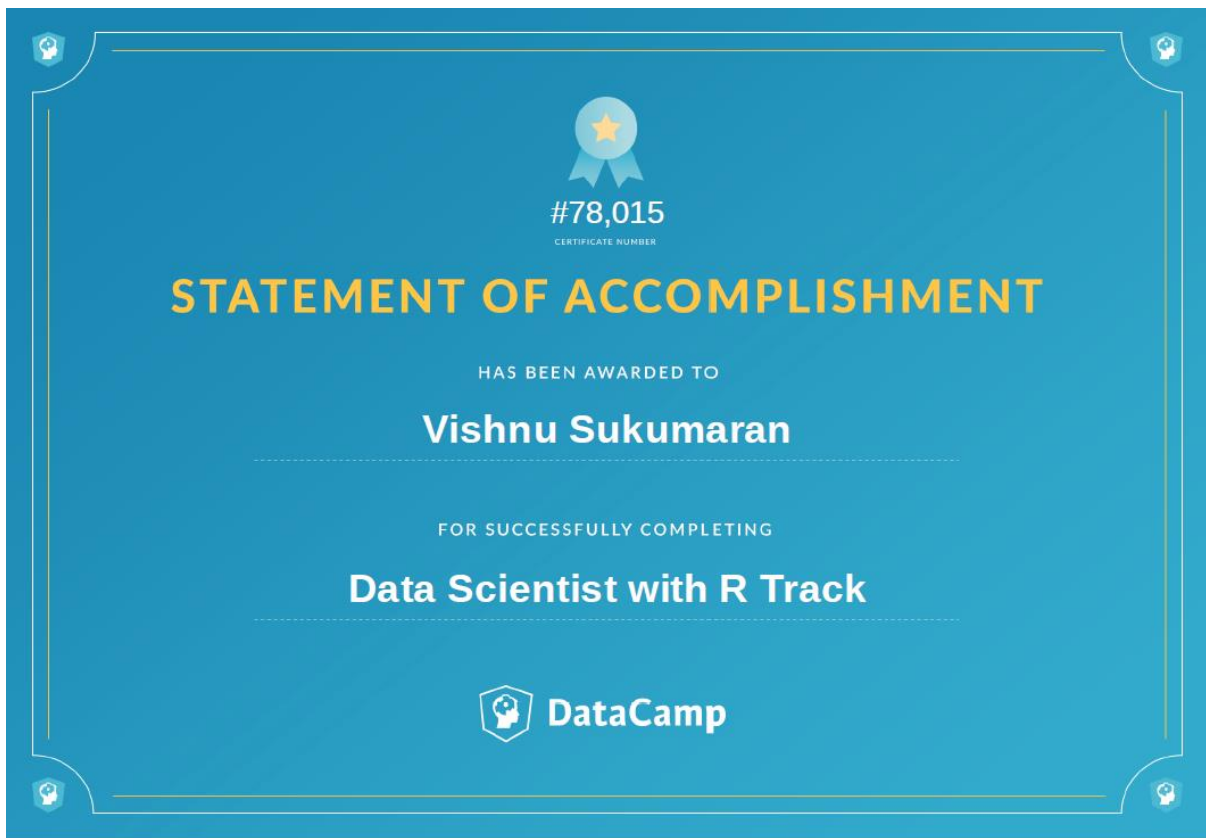 #78,015
CERTIFICATE NUMBER
STATEMENT OF ACCOMPLISHMENT
HAS BEEN AWARDED TO
Vishnu Sukumaran
FOR SUCCESSFULLY COMPLETING
Data Scientist with R Track
DataCamp